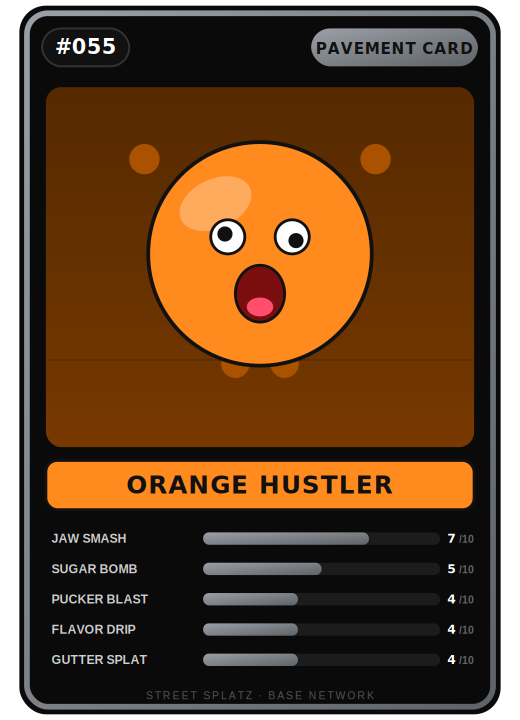 #055
PAVEMENT CARD
ORANGE HUSTLER
JAW SMASH 7 /10
SUGAR BOMB 5 /10
PUCKER BLAST 4 /10
FLAVOR DRIP 4 /10
GUTTER SPLAT 4 /10
STREET SPLATZ · BASE NETWORK